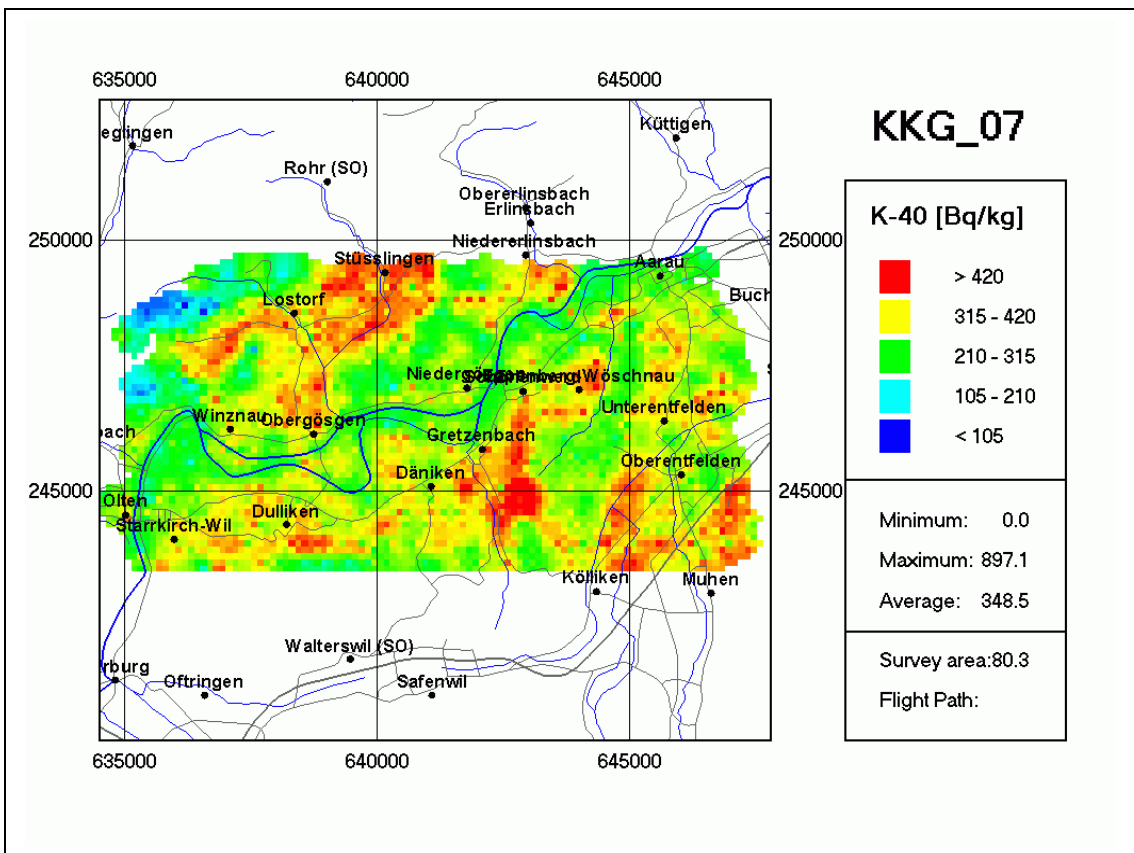 635000 640000 645000
KKG_07
Küttigen
eglingen
Rohr (SO)
Obererlinsbach
Erlinsbach
K-40 [Bq/kg]
250000
Niedererlinsbach
250000
Stüsslingen
Aarau
> 420
Buch
Lostorf
315 - 420
210 - 315
Wöschnau
105 - 210
Unterentfelden
Winznau
Obergösgen
bach
Gretzenbach
< 105
Oberentfelden
Däniken
245000
245000
Olten
Dulliken
Starrkirch-Wil
Minimum: 0.0
Maximum: 897.1
Kölliken
Muhen
Average: 348.5
Walterswil (SO)
Survey area:80.3
rburg
Oftringen
Safenwil
Flight Path:
635000 640000 645000